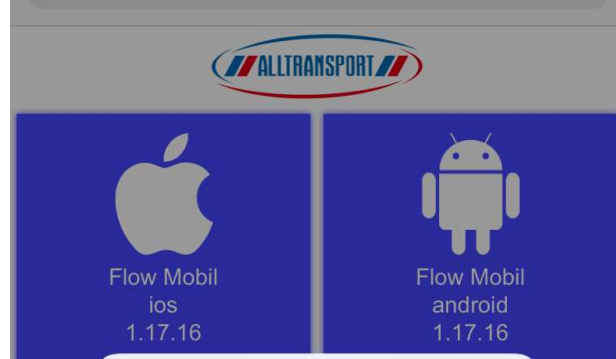 ALLTRANSPORT
Flow Mobil
ios
1.17.16
Flow Mobil
android
1.17.16